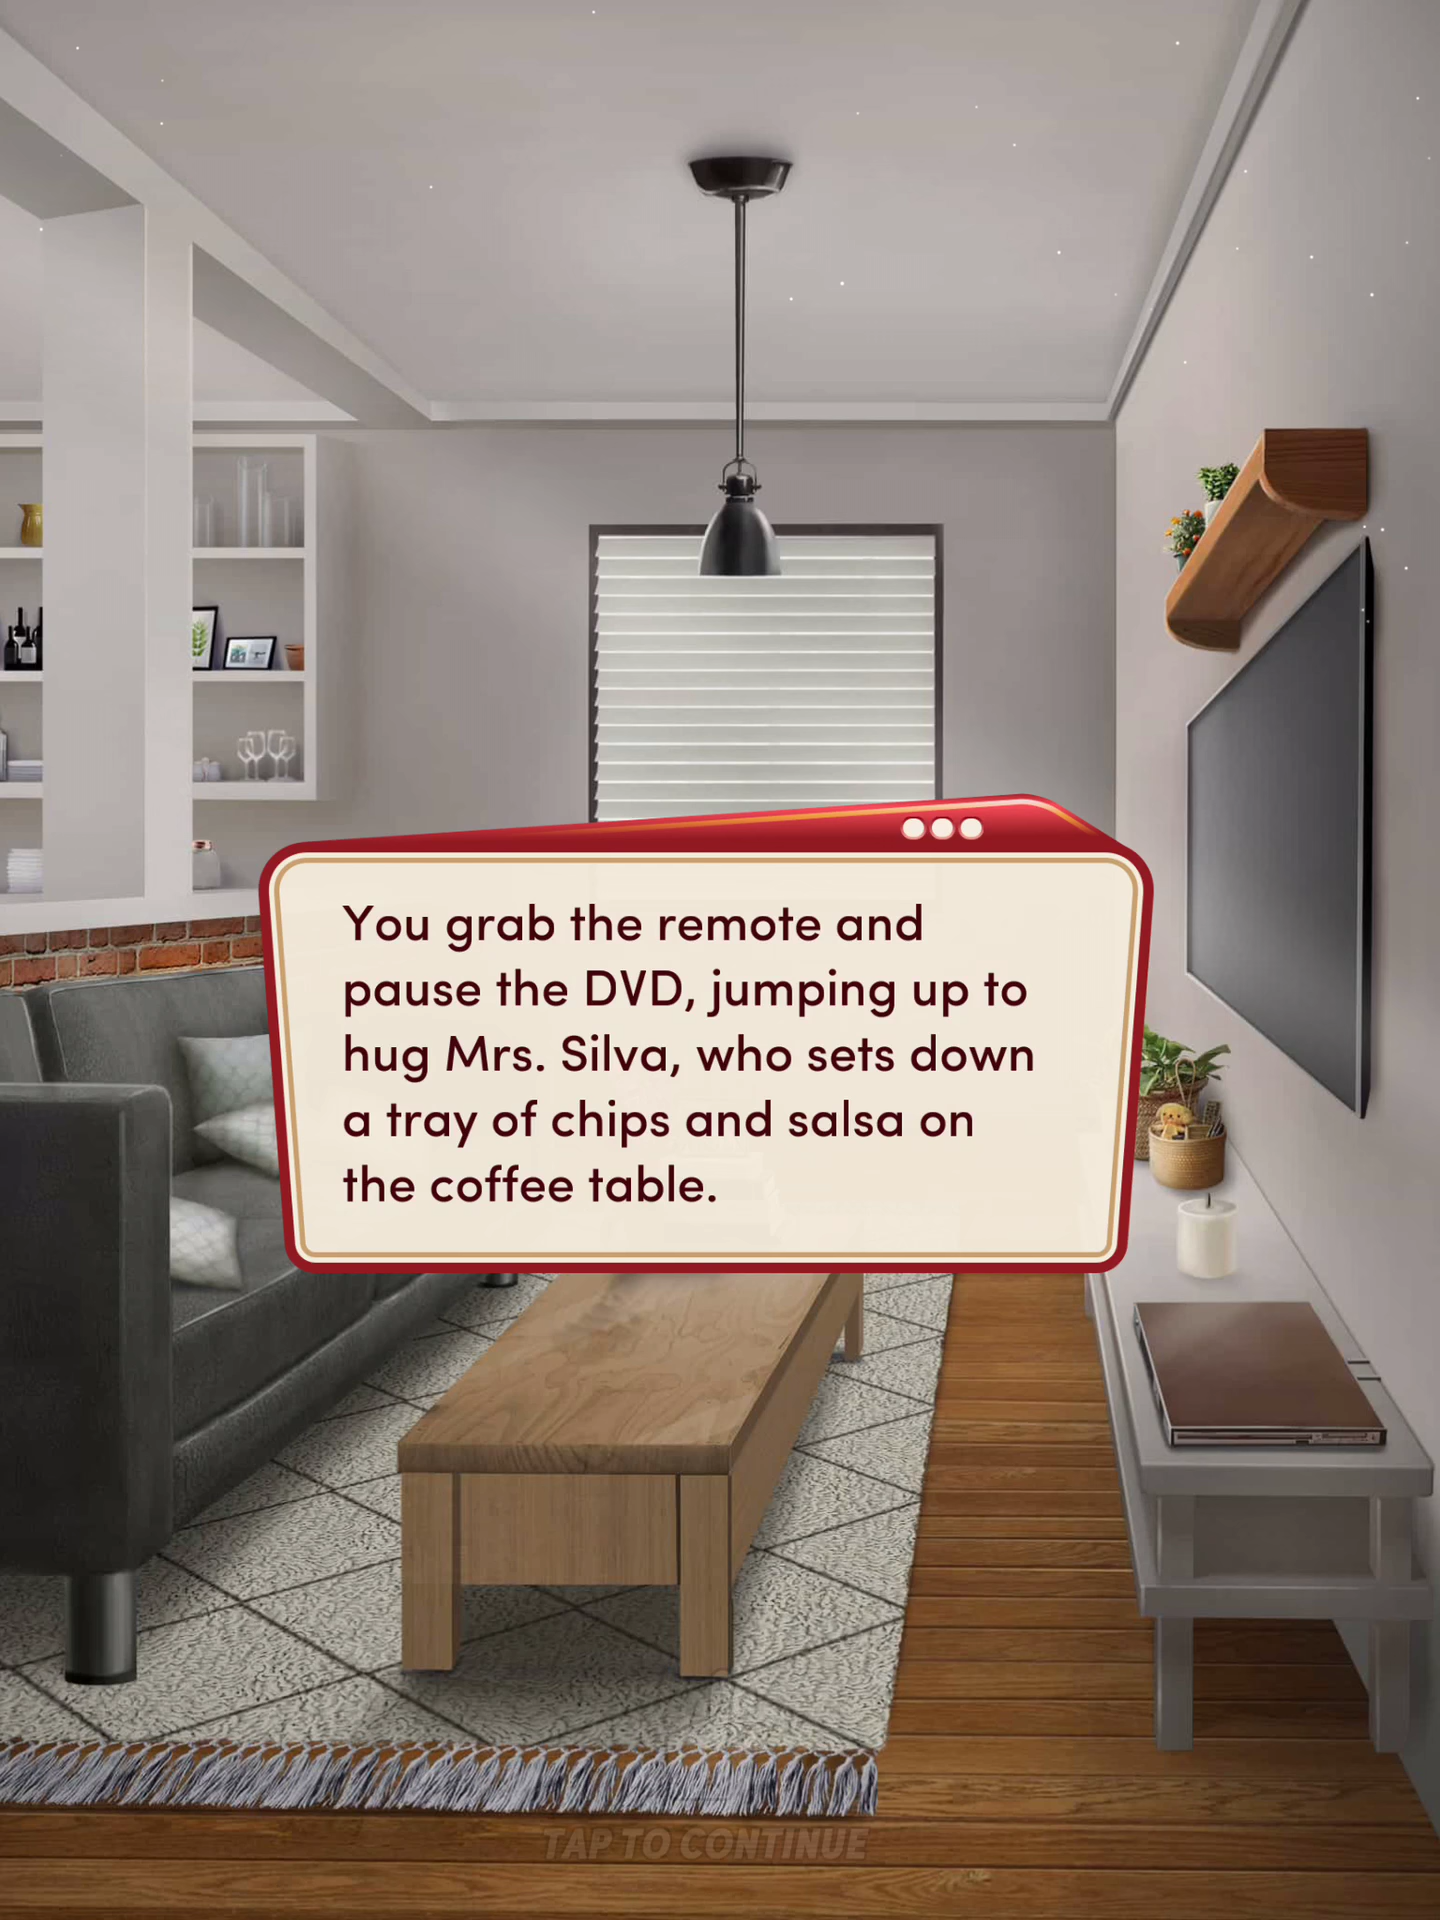 You grab the remote and
pause the DVD, jumping up to
hug Mrs. Silva, who sets down
a tray of chips and salsa on
the coffee table.
TAP TO CONTINUE